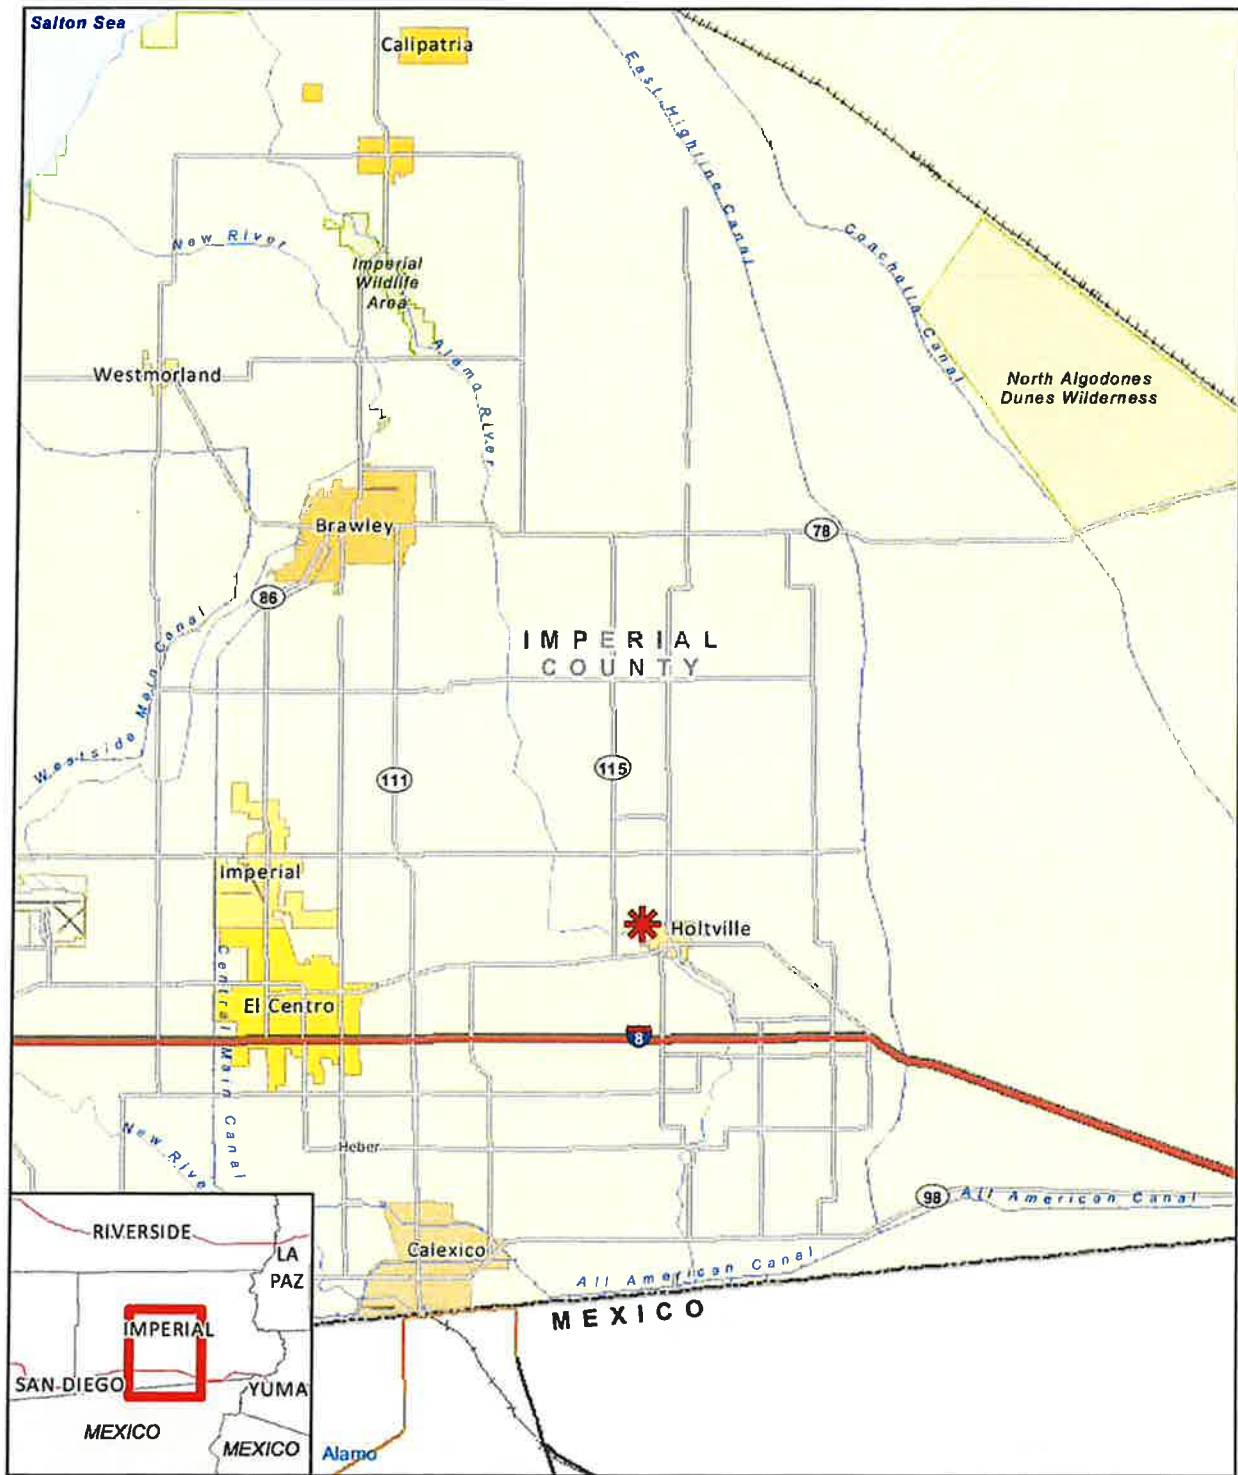 Salton Sea
Calipatria
East Highline Canal
New River
Imperial
Wildlife
Area
Coachella Canal
Alamo River
Westmorland
North Algodones
Dunes Wilderness
Brawley
78
86
IMPERIAL
COUNTY
Westside Main Canal
111
115
Imperial
Holtville
Central Main Canal
El Centro
8
New Rive
Heber
98
All American Canal
Calexico
All American Canal
MEXICO
RIVERSIDE
LA
PAZ
IMPERIAL
SAN DIEGO
YUMA
MEXICO
MEXICO
Alamo